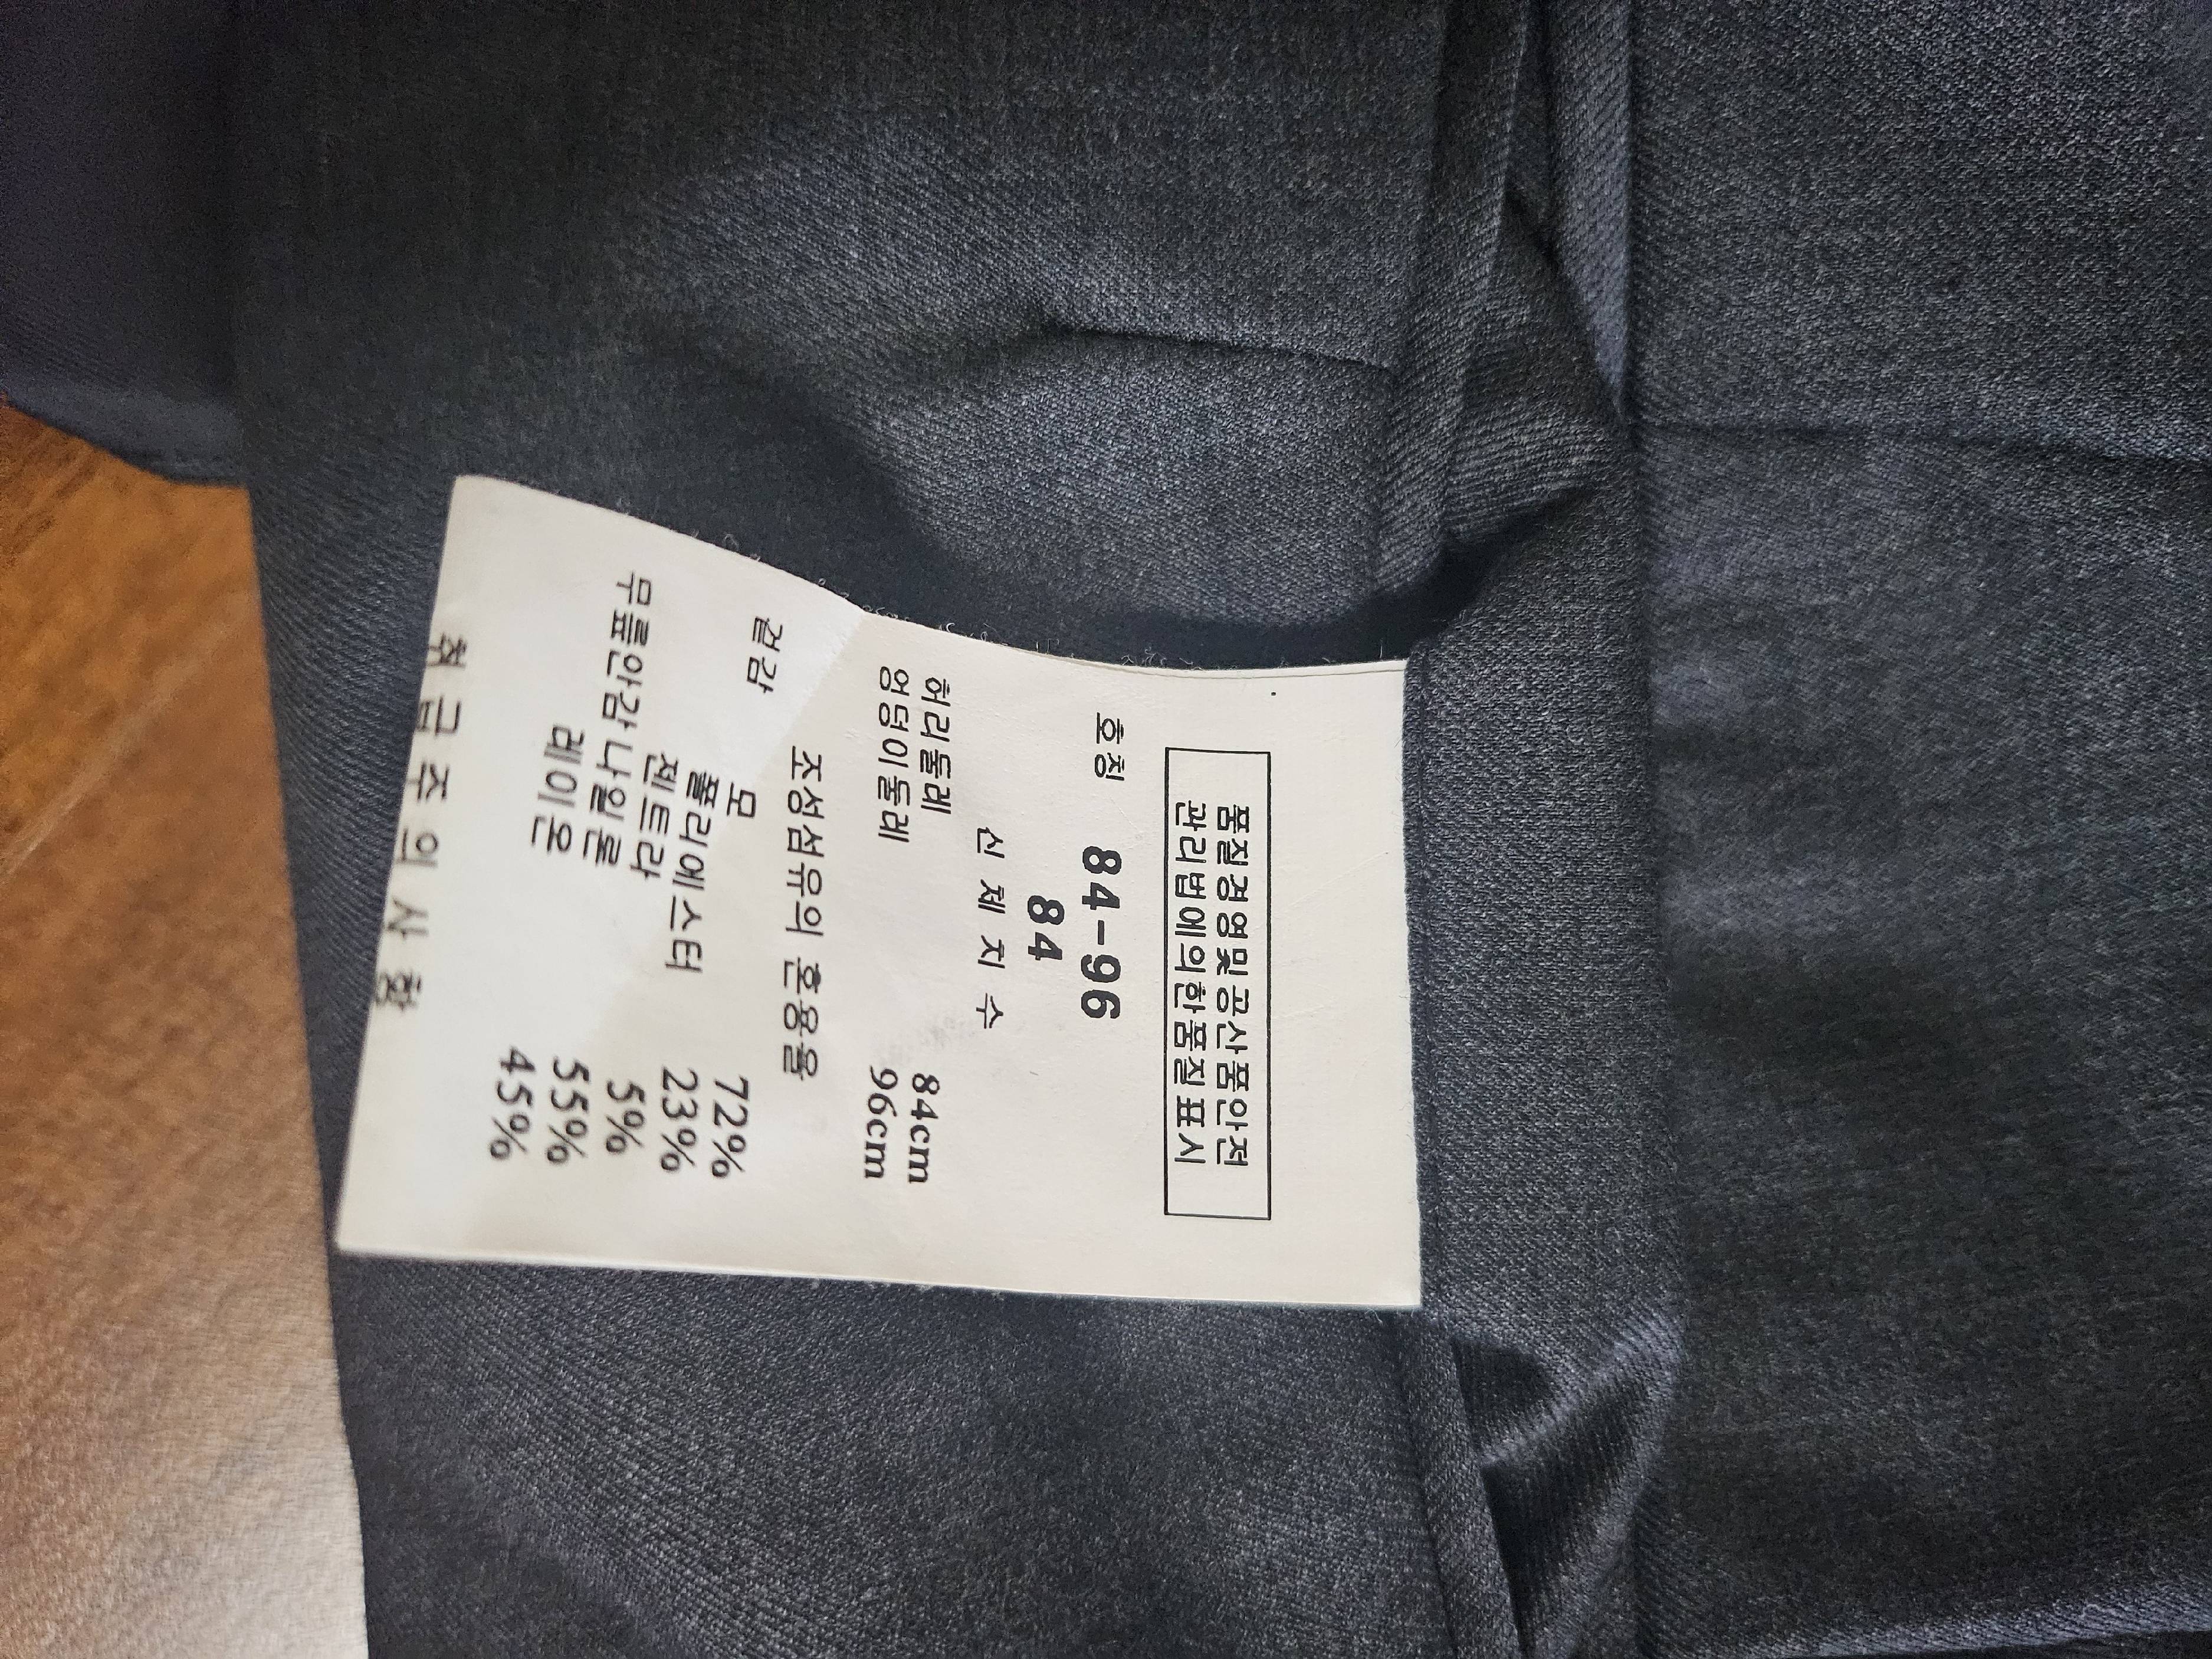 품질경영및공산품안전
관리법에의한품질표시
호칭 84-96
84
신 체 치 수
허리둘레 84cm
엉덩이둘레 96cm
조성섬유의 혼용율
겉감 모 72%
폴리에스터 23%
젼트라 5%
무릎안감 나일론 55%
레이온 45%
취 급 주 의 사 항